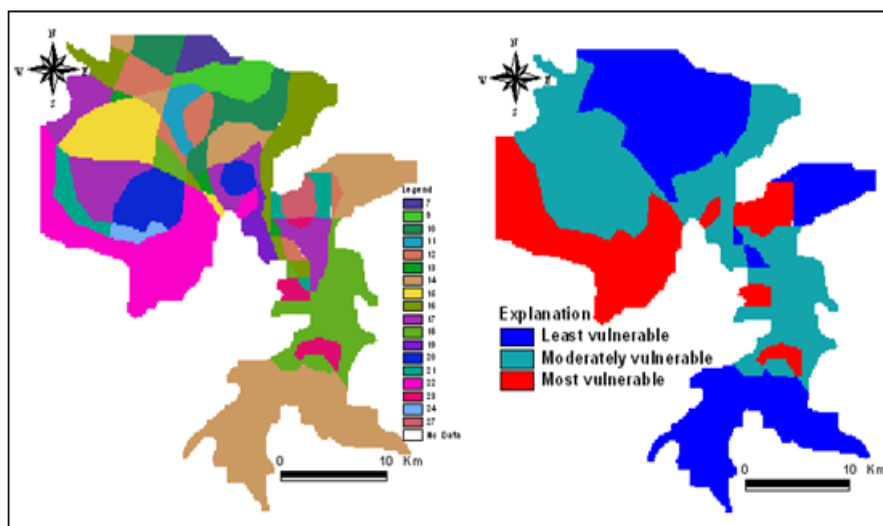 N
W
S
Legend
7
9
10
11
12
13
14
15
16
17
18
19
20
21
22
23
24
27
No Data
0 10 Km
N
W
S
Explanation
Least vulnerable
Moderately vulnerable
Most vulnerable
0 10 Km